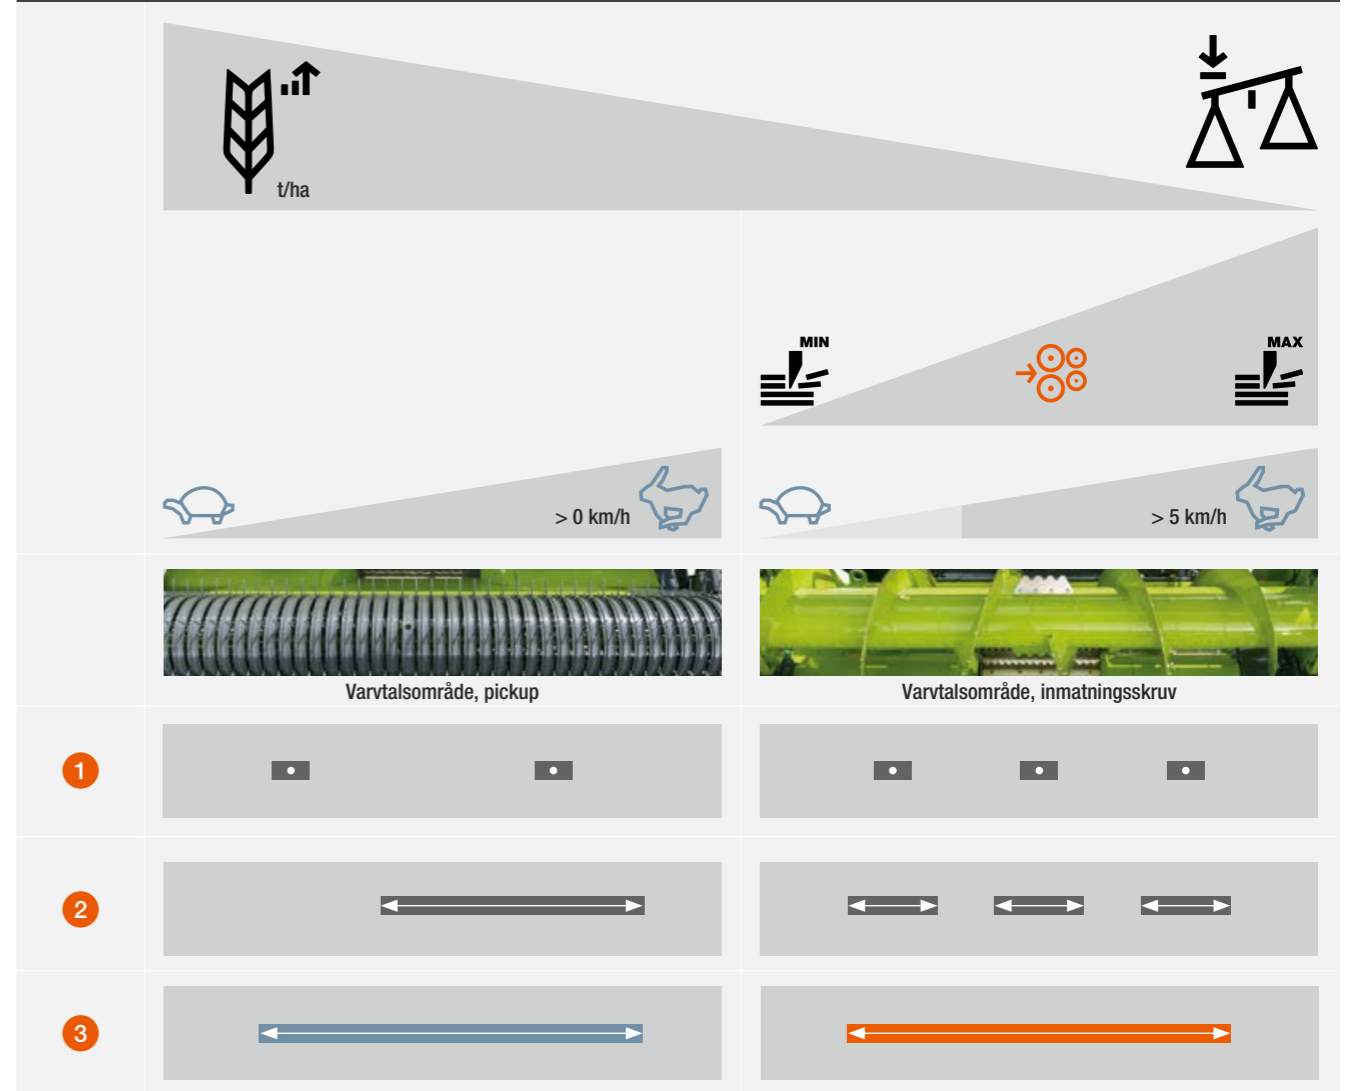 t/ha
MIN
MAX
> 0 km/h
> 5 km/h
Varvtalsområde, pickup
Varvtalsområde, inmatningsskruv
1
2
3